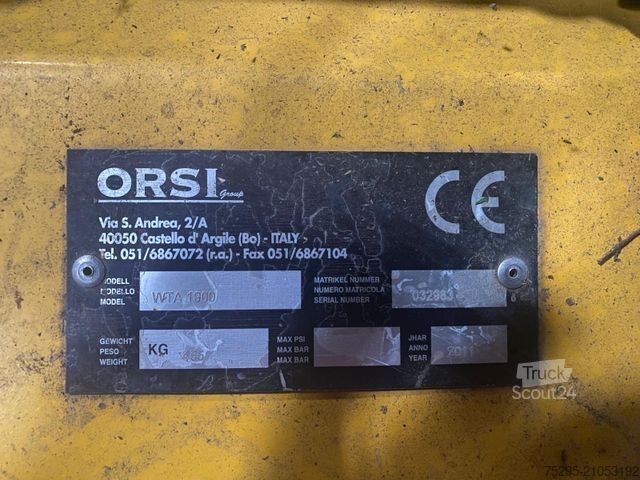 ORSI Group
CE
Via S. Andrea, 2/A
40050 Castello d' Argile (Bo) - ITALY
Tel. 051/6867072 (r.a.) - Fax 051/6867104
MODELL
MODELLO
MODEL
WTA 1800
MATRIKEL NUMMER
NUMERO MATRICOLA
SERIAL NUMBER
GEWICHT
PESO
WEIGHT
KG
MAX PSI
MAX BAR
MAX BAR
JHAR
ANNO
YEAR
Truck
Scout24
75295-21053192